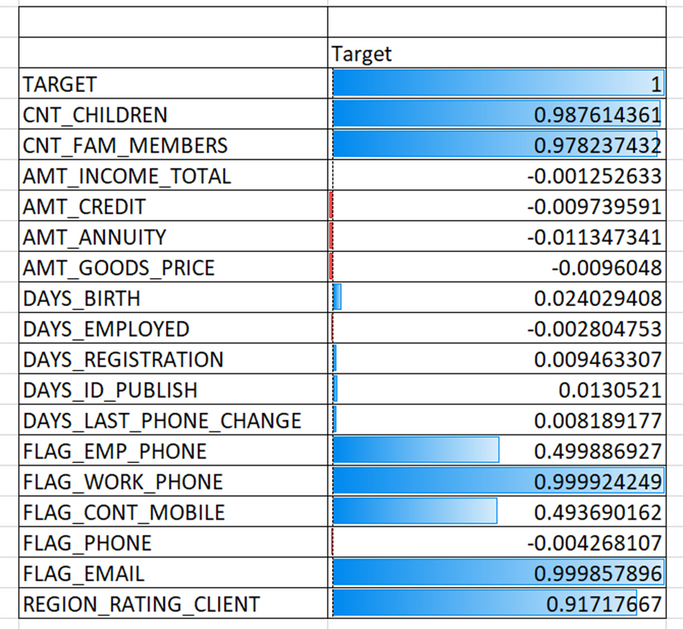 Target
TARGET 1
CNT_CHILDREN 0.987614361
CNT_FAM_MEMBERS 0.978237432
AMT_INCOME_TOTAL -0.001252633
AMT_CREDIT -0.009739591
AMT_ANNUITY -0.011347341
AMT_GOODS_PRICE -0.0096048
DAYS_BIRTH 0.024029408
DAYS_EMPLOYED -0.002804753
DAYS_REGISTRATION 0.009463307
DAYS_ID_PUBLISH 0.0130521
DAYS_LAST_PHONE_CHANGE 0.008189177
FLAG_EMP_PHONE 0.499886927
FLAG_WORK_PHONE 0.999924249
FLAG_CONT_MOBILE 0.493690162
FLAG_PHONE -0.004268107
FLAG_EMAIL 0.999857896
REGION_RATING_CLIENT 0.91717667